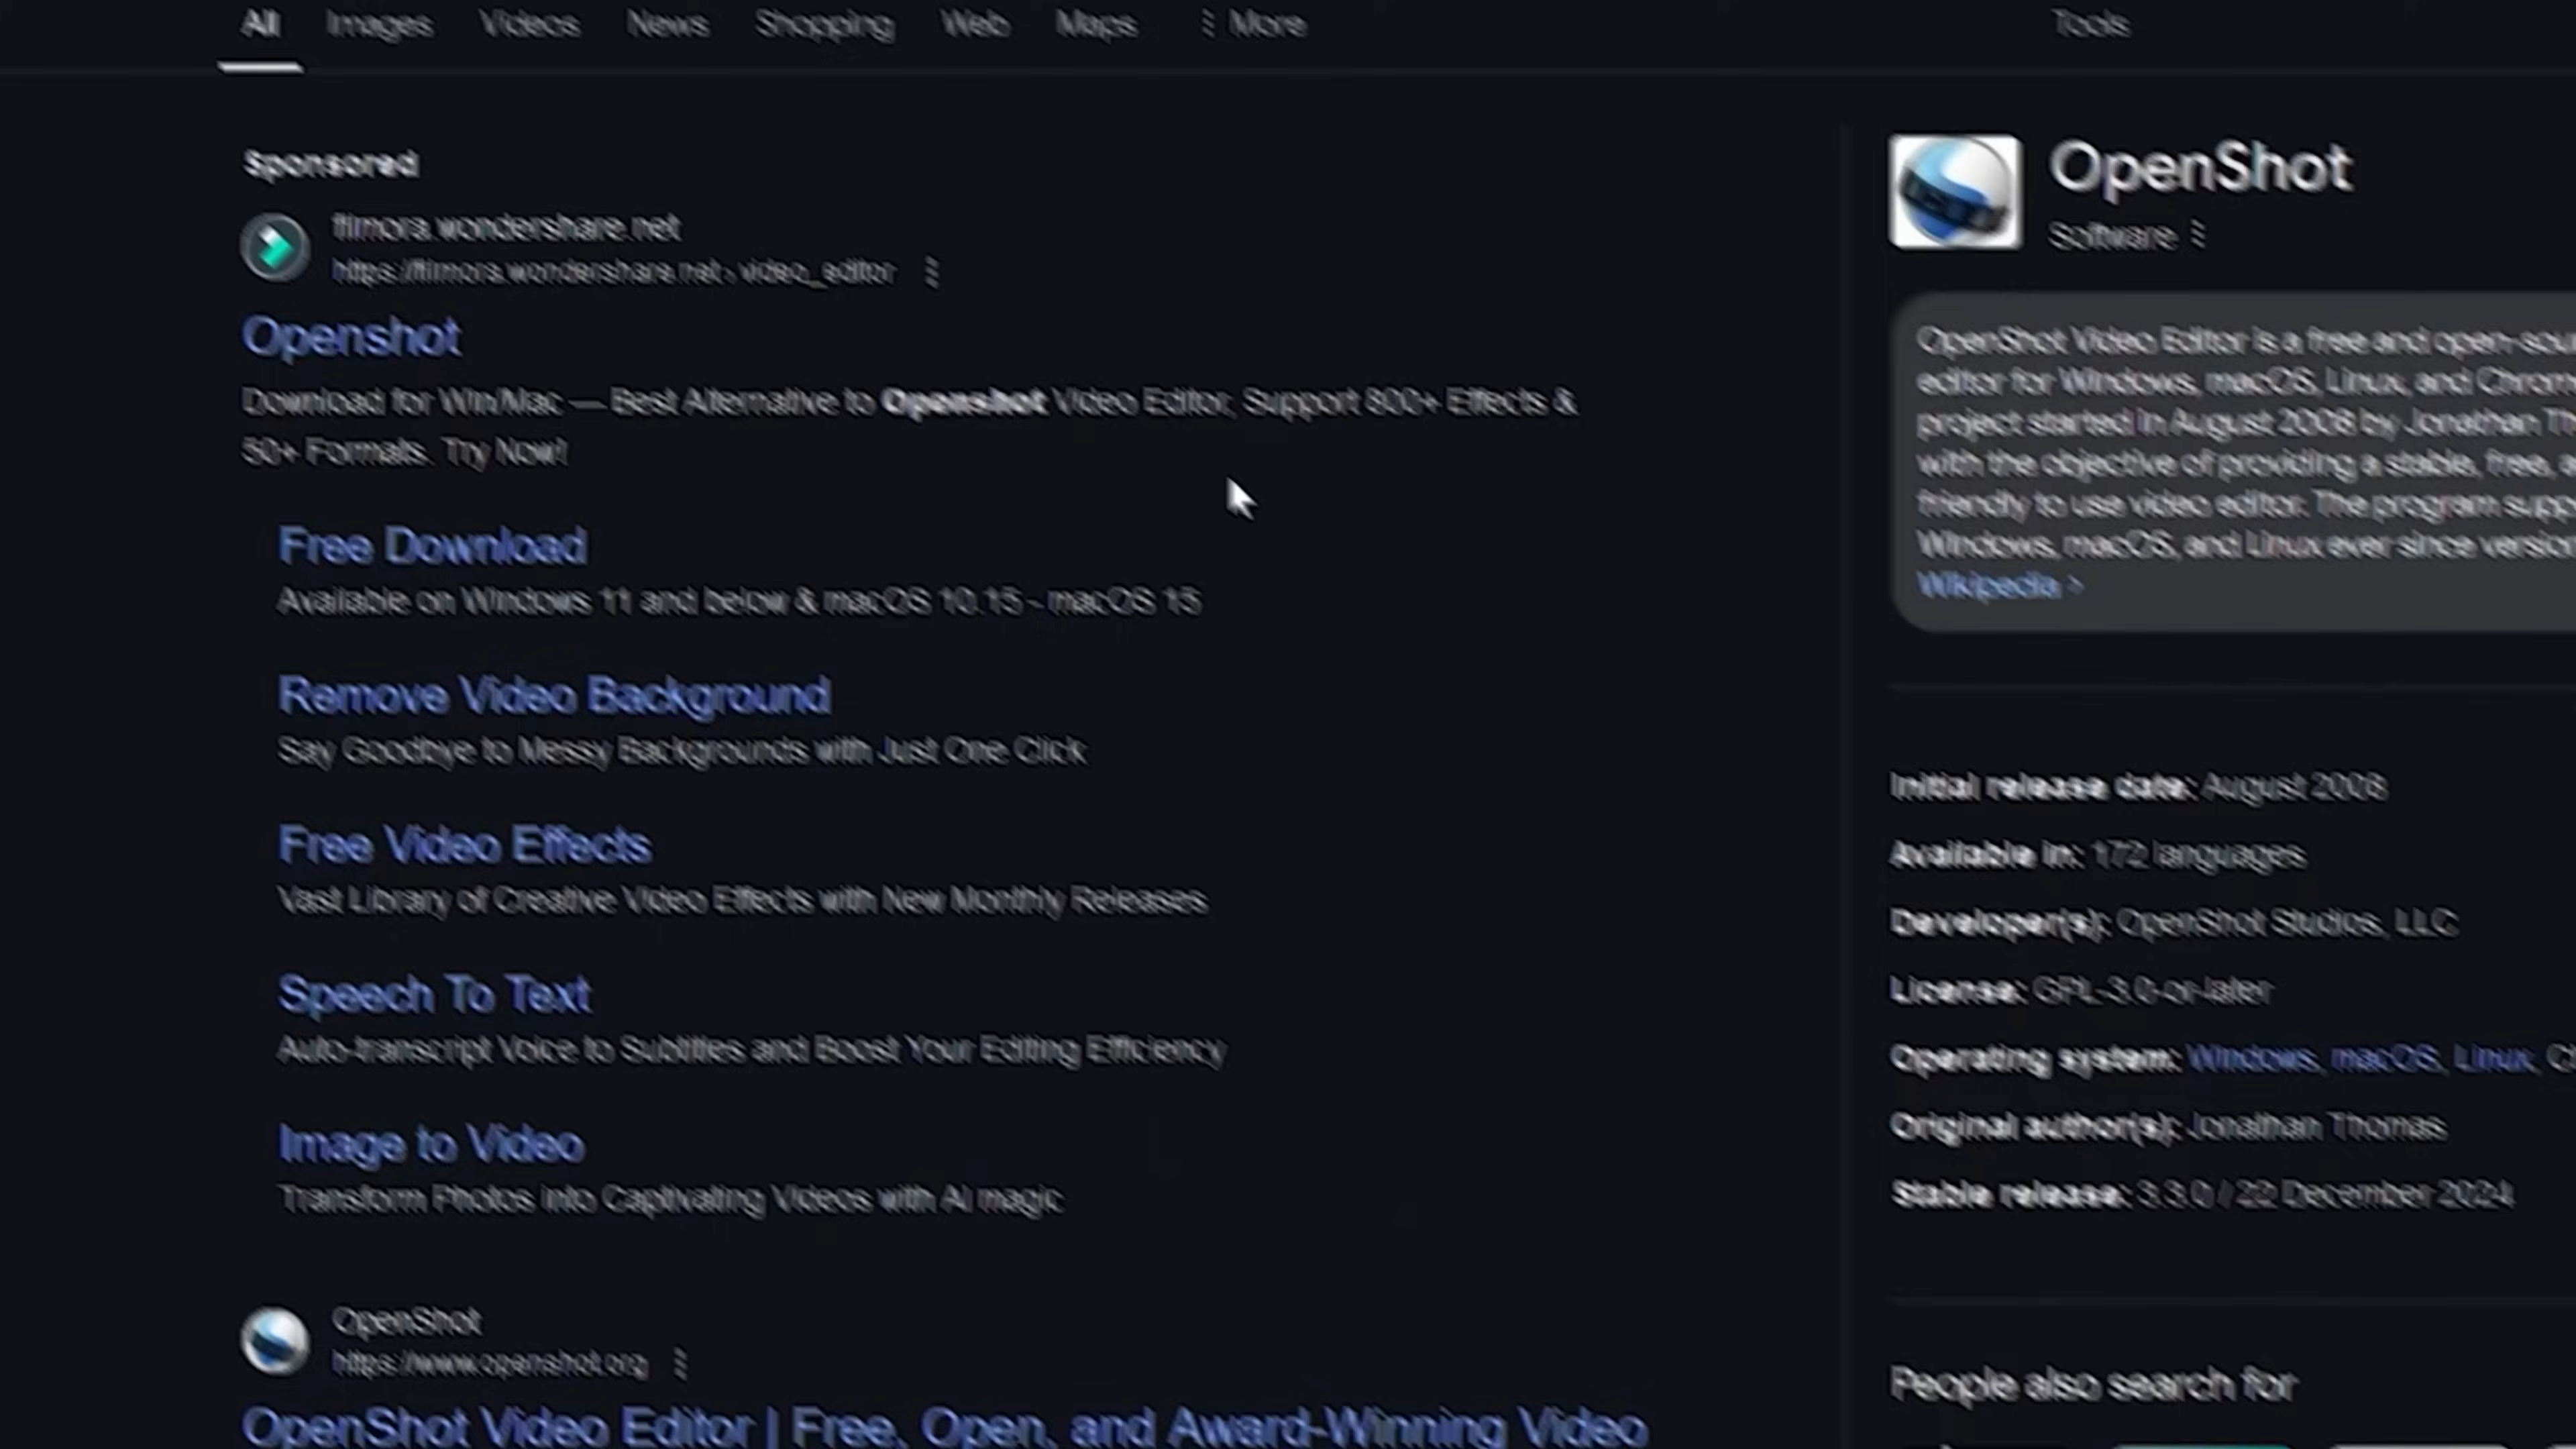 All Images Videos News Shopping Web Maps More Tools
Sponsored
filmora.wondershare.net
https://filmora.wondershare.net › video_editor
Openshot
Download for Win/Mac — Best Alternative to Openshot Video Editor, Support 800+ Effects &
50+ Formats. Try Now!
Free Download
Available on Windows 11 and below & macOS 10.15 - macOS 15
Remove Video Background
Say Goodbye to Messy Backgrounds with Just One Click
Free Video Effects
Vast Library of Creative Video Effects with New Monthly Releases
Speech To Text
Auto-transcript Voice to Subtitles and Boost Your Editing Efficiency
Image to Video
Transform Photos into Captivating Videos with AI magic
OpenShot
https://www.openshot.org
OpenShot Video Editor | Free, Open, and Award-Winning Video
OpenShot
Software
OpenShot Video Editor is a free and open-sou
editor for Windows, macOS, Linux, and Chrom
project started in August 2008 by Jonathan Th
with the objective of providing a stable, free, a
friendly to use video editor. The program supp
Windows, macOS, and Linux ever since version
Wikipedia >
Initial release date: August 2008
Available in: 172 languages
Developer(s): OpenShot Studios, LLC
License: GPL-3.0-or-later
Operating system: Windows, macOS, Linux, C
Original author(s): Jonathan Thomas
Stable release: 3.3.0 / 22 December 2024
People also search for